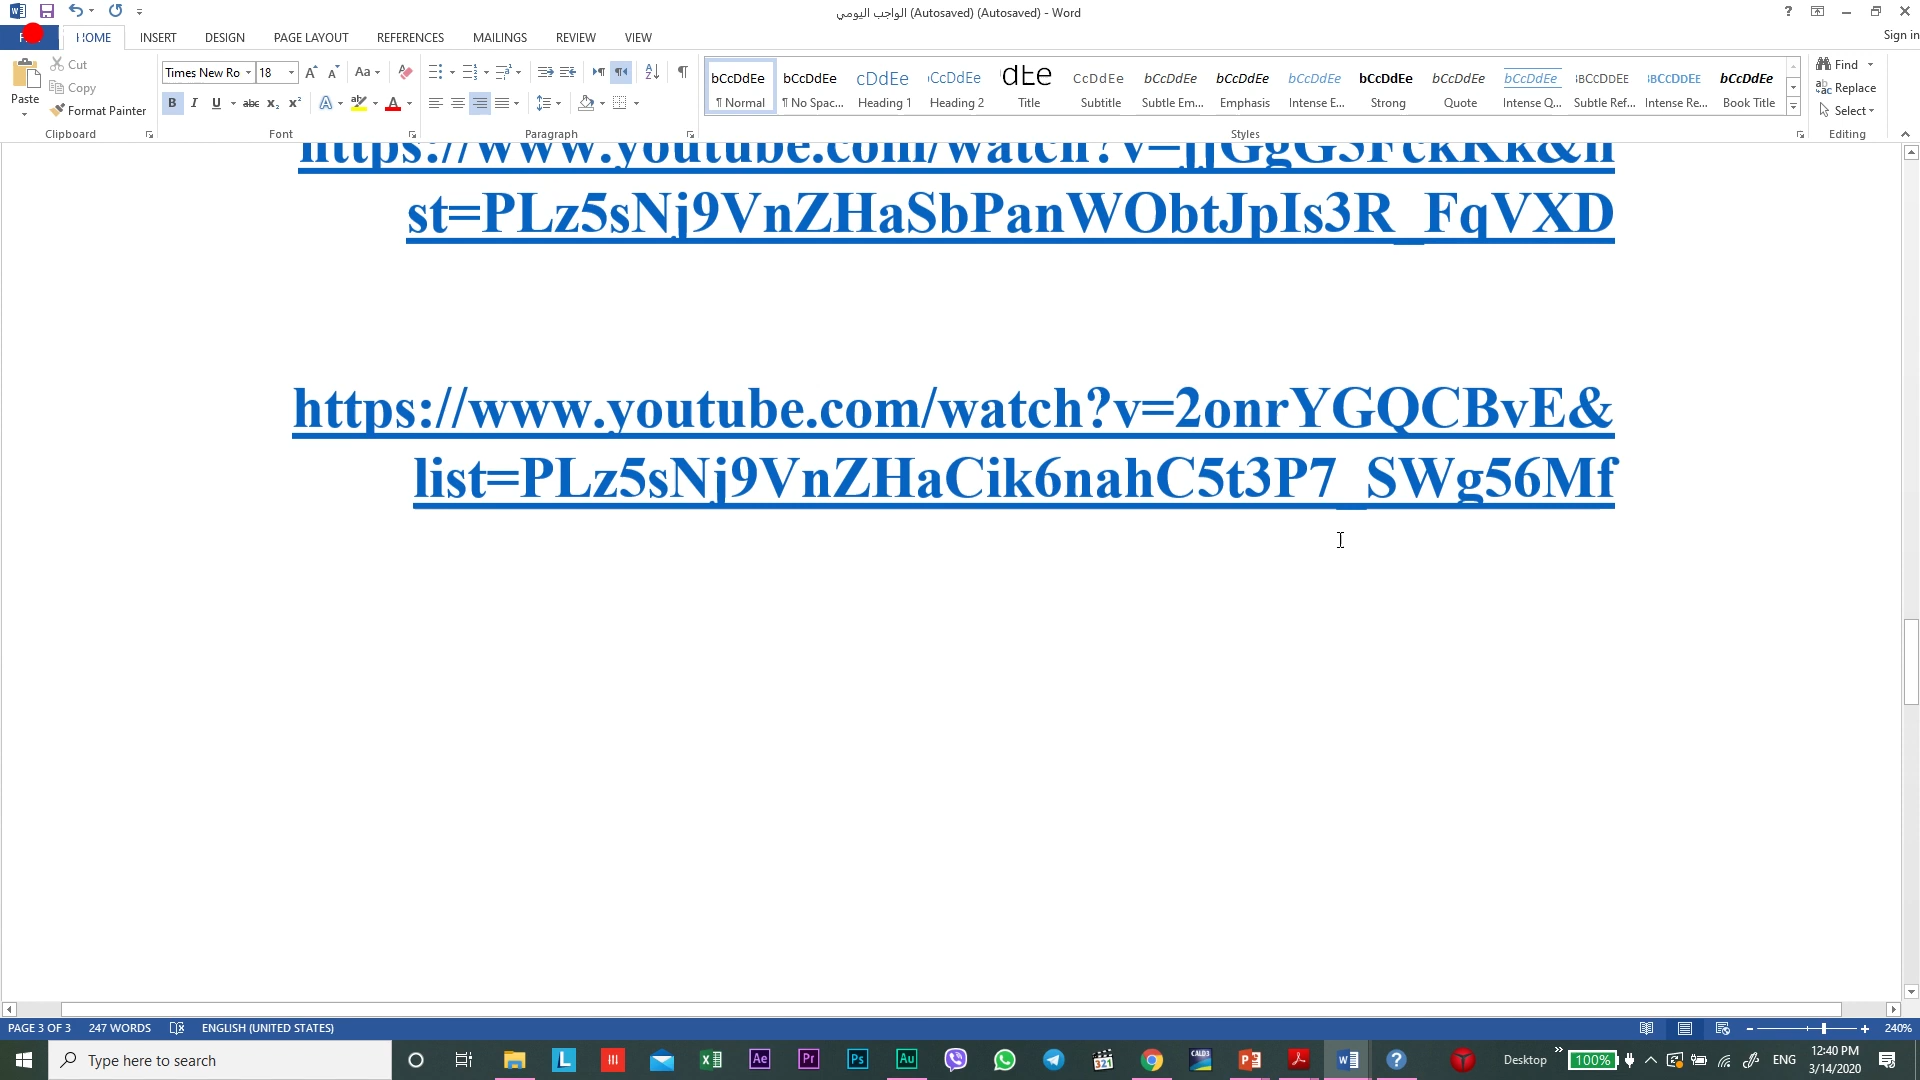 الواجب اليومي (Autosaved) (Autosaved) - Word
Sign in
HOME INSERT DESIGN PAGE LAYOUT REFERENCES MAILINGS REVIEW VIEW
Paste
Cut
Copy
Format Painter
Clipboard
Times New Ro 18
Font
Paragraph
¶ Normal ¶ No Spac... Heading 1 Heading 2 Title Subtitle Subtle Em... Emphasis Intense E... Strong Quote Intense Q... Subtle Ref... Intense Re... Book Title
Styles
Find
Replace
Select
Editing
st=PLz5sNj9VnZHaSbPanWObtJpIs3R_FqVXD
https://www.youtube.com/watch?v=2onrYGQCBvE&
list=PLz5sNj9VnZHaCik6nahC5t3P7_SWg56Mf
PAGE 3 OF 3 247 WORDS ENGLISH (UNITED STATES) 240%
Type here to search
Desktop 100% ENG 12:40 PM
3/14/2020